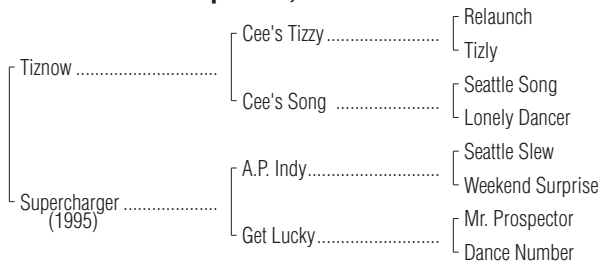 Relaunch
Cee's Tizzy
Tizly
Tiznow
Seattle Song
Cee's Song
Lonely Dancer
Seattle Slew
A.P. Indy
Weekend Surprise
Supercharger
(1995)
Mr. Prospector
Get Lucky
Dance Number